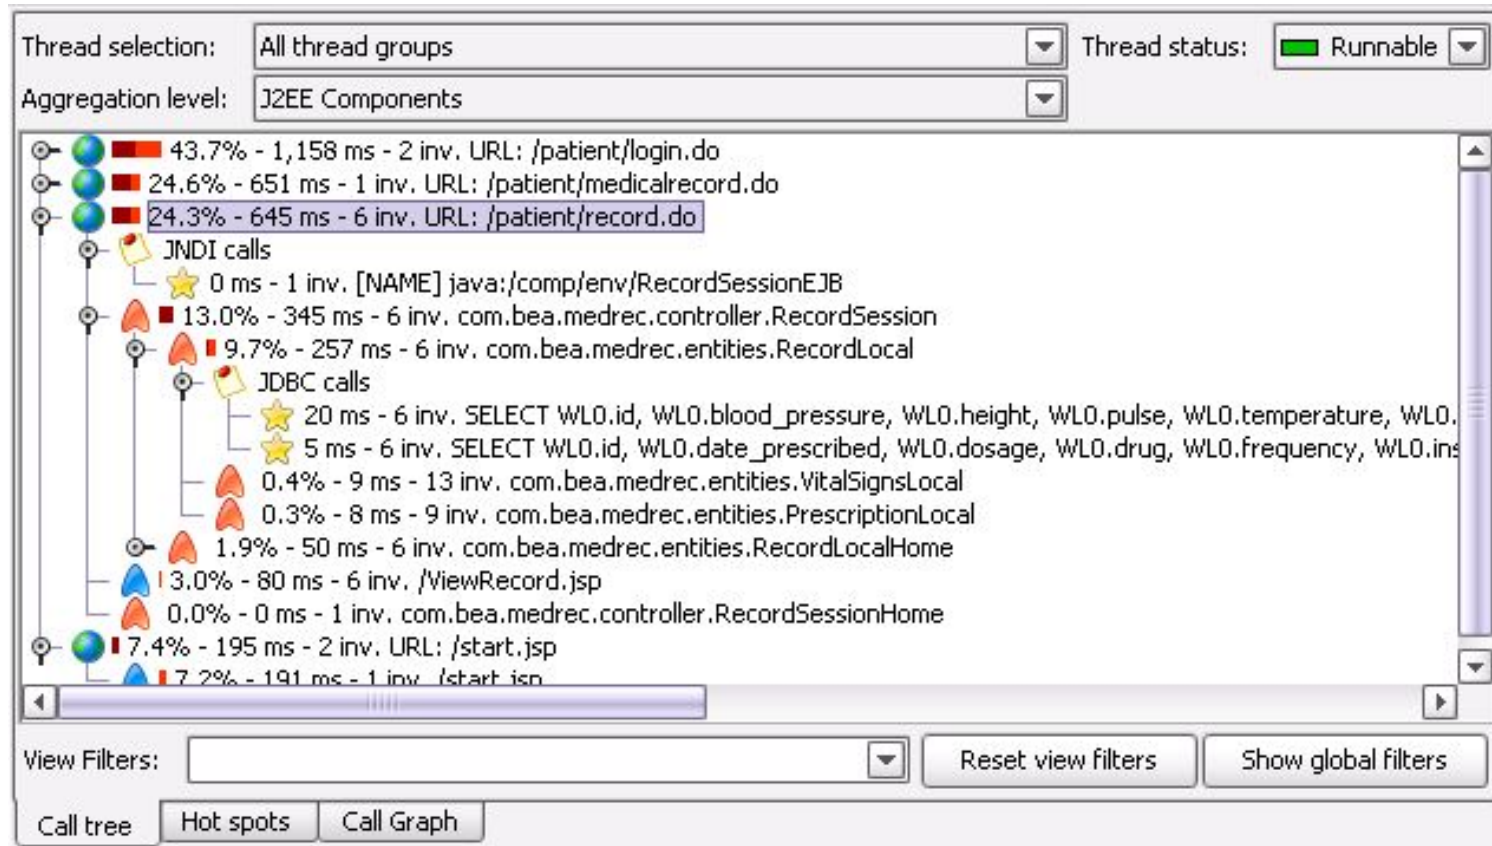 Thread selection: All thread groups Thread status: Runnable
Aggregation level: J2EE Components
43.7% - 1,158 ms - 2 inv. URL: /patient/login.do
24.6% - 651 ms - 1 inv. URL: /patient/medicalrecord.do
24.3% - 645 ms - 6 inv. URL: /patient/record.do
JNDI calls
0 ms - 1 inv. [NAME] java:/comp/env/RecordSessionEJB
13.0% - 345 ms - 6 inv. com.bea.medrec.controller.RecordSession
9.7% - 257 ms - 6 inv. com.bea.medrec.entities.RecordLocal
JDBC calls
20 ms - 6 inv. SELECT WL0.id, WL0.blood_pressure, WL0.height, WL0.pulse, WL0.temperature, WL0.
5 ms - 6 inv. SELECT WL0.id, WL0.date_prescribed, WL0.dosage, WL0.drug, WL0.frequency, WL0.ins
0.4% - 9 ms - 13 inv. com.bea.medrec.entities.VitalSignsLocal
0.3% - 8 ms - 9 inv. com.bea.medrec.entities.PrescriptionLocal
1.9% - 50 ms - 6 inv. com.bea.medrec.entities.RecordLocalHome
3.0% - 80 ms - 6 inv. /ViewRecord.jsp
0.0% - 0 ms - 1 inv. com.bea.medrec.controller.RecordSessionHome
7.4% - 195 ms - 2 inv. URL: /start.jsp
7.2% - 191 ms - 1 inv. /start.jsp
View Filters: Reset view filters Show global filters
Call tree Hot spots Call Graph